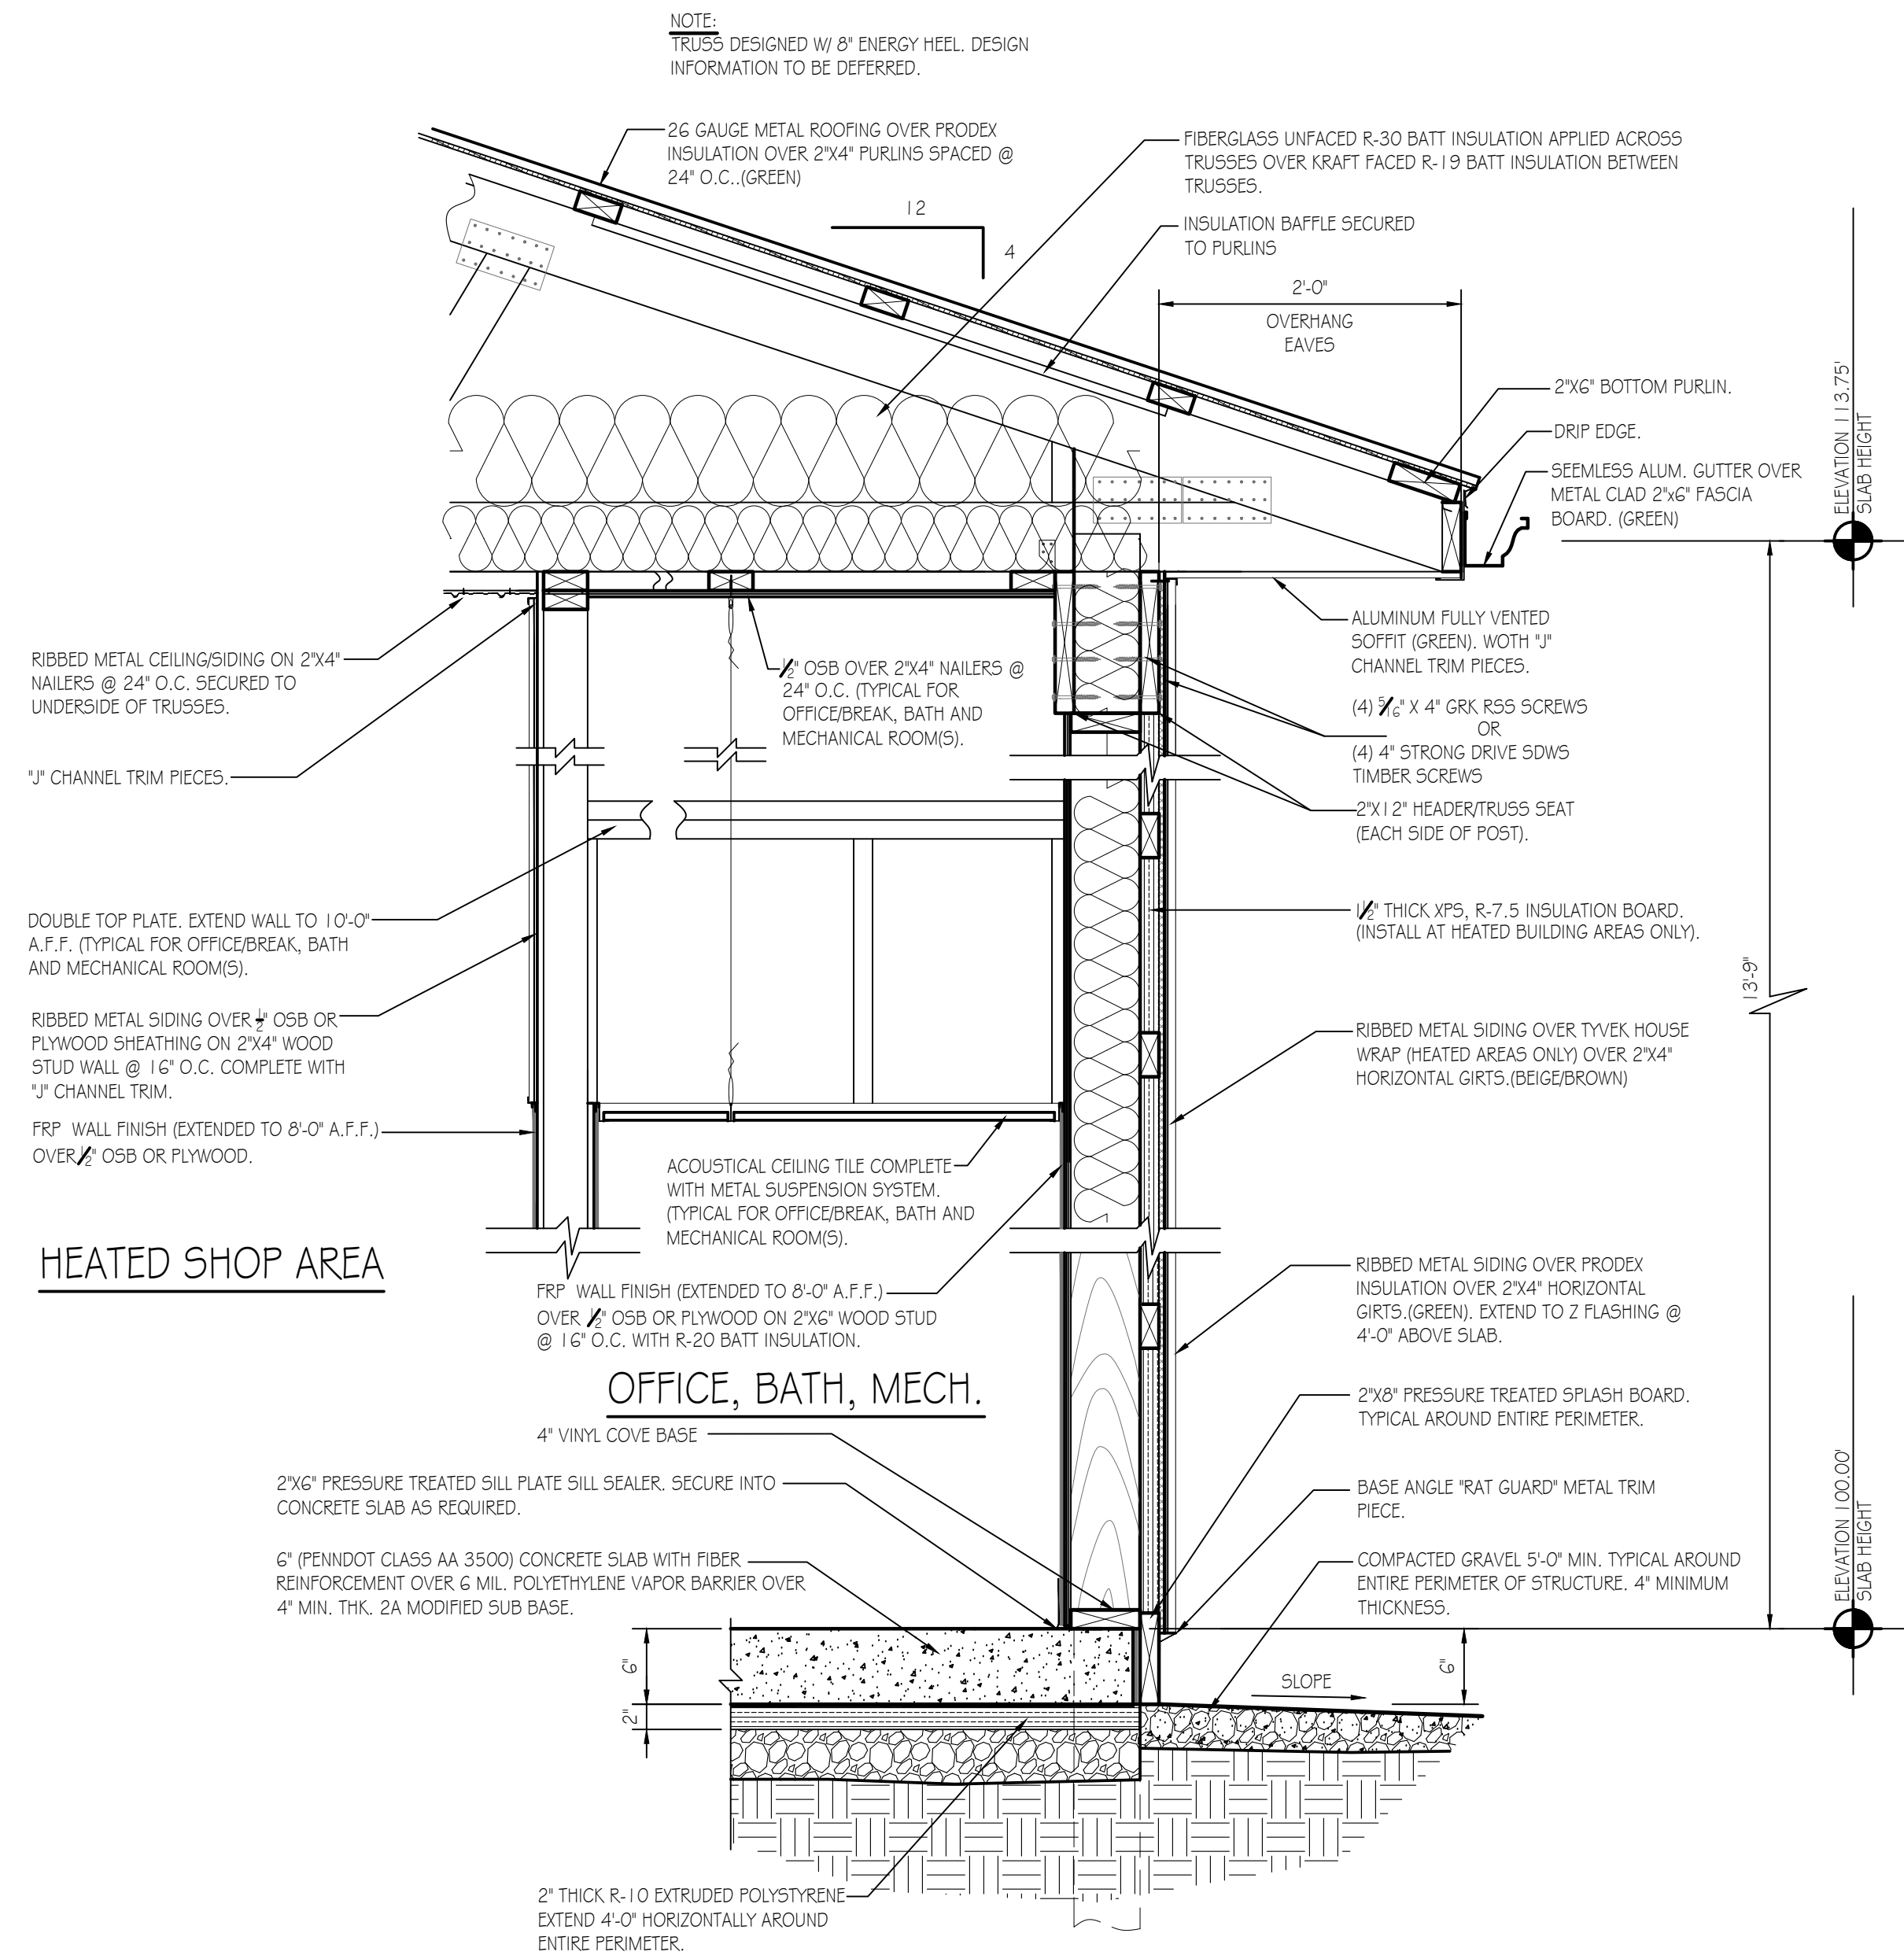 NOTE:
TRUSS DESIGNED W/ 8" ENERGY HEEL. DESIGN
INFORMATION TO BE DEFERRED.
26 GAUGE METAL ROOFING OVER PRODEX
INSULATION OVER 2"X4" PURLINS SPACED @
24" O.C..(GREEN)
FIBERGLASS UNFACED R-30 BATT INSULATION APPLIED ACROSS
TRUSSES OVER KRAFT FACED R-19 BATT INSULATION BETWEEN
TRUSSES.
12
4
INSULATION BAFFLE SECURED
TO PURLINS
2'-0"
OVERHANG
EAVES
2"X6" BOTTOM PURLIN.
DRIP EDGE.
SEEMLESS ALUM. GUTTER OVER
METAL CLAD 2"x6" FASCIA
BOARD. (GREEN)
ELEVATION 113.75'
SLAB HEIGHT
RIBBED METAL CEILING/SIDING ON 2"X4"
NAILERS @ 24" O.C. SECURED TO
UNDERSIDE OF TRUSSES.
"J" CHANNEL TRIM PIECES.
1/2" OSB OVER 2"X4" NAILERS @
24" O.C. (TYPICAL FOR
OFFICE/BREAK, BATH AND
MECHANICAL ROOM(S).
ALUMINUM FULLY VENTED
SOFFIT (GREEN). WOTH "J"
CHANNEL TRIM PIECES.
(4) 5/16" X 4" GRK RSS SCREWS
OR
(4) 4" STRONG DRIVE SDWS
TIMBER SCREWS
2"X12" HEADER/TRUSS SEAT
(EACH SIDE OF POST).
DOUBLE TOP PLATE. EXTEND WALL TO 10'-0"
A.F.F. (TYPICAL FOR OFFICE/BREAK, BATH
AND MECHANICAL ROOM(S).
1 1/2" THICK XPS, R-7.5 INSULATION BOARD.
(INSTALL AT HEATED BUILDING AREAS ONLY).
13'-9"
RIBBED METAL SIDING OVER 1/2" OSB OR
PLYWOOD SHEATHING ON 2"X4" WOOD
STUD WALL @ 16" O.C. COMPLETE WITH
"J" CHANNEL TRIM.
RIBBED METAL SIDING OVER TYVEK HOUSE
WRAP (HEATED AREAS ONLY) OVER 2"X4"
HORIZONTAL GIRTS.(BEIGE/BROWN)
FRP WALL FINISH (EXTENDED TO 8'-0" A.F.F.)
OVER 1/2" OSB OR PLYWOOD.
ACOUSTICAL CEILING TILE COMPLETE
WITH METAL SUSPENSION SYSTEM.
(TYPICAL FOR OFFICE/BREAK, BATH AND
MECHANICAL ROOM(S).
HEATED SHOP AREA
FRP WALL FINISH (EXTENDED TO 8'-0" A.F.F.)
OVER 1/2" OSB OR PLYWOOD ON 2"X6" WOOD STUD
@ 16" O.C. WITH R-20 BATT INSULATION.
RIBBED METAL SIDING OVER PRODEX
INSULATION OVER 2"X4" HORIZONTAL
GIRTS.(GREEN). EXTEND TO Z FLASHING @
4'-0" ABOVE SLAB.
OFFICE, BATH, MECH.
2"X8" PRESSURE TREATED SPLASH BOARD.
TYPICAL AROUND ENTIRE PERIMETER.
4" VINYL COVE BASE
2"X6" PRESSURE TREATED SILL PLATE SILL SEALER. SECURE INTO
CONCRETE SLAB AS REQUIRED.
BASE ANGLE "RAT GUARD" METAL TRIM
PIECE.
ELEVATION 100.00'
SLAB HEIGHT
6" (PENNDOT CLASS AA 3500) CONCRETE SLAB WITH FIBER
REINFORCEMENT OVER 6 MIL. POLYETHYLENE VAPOR BARRIER OVER
4" MIN. THK. 2A MODIFIED SUB BASE.
COMPACTED GRAVEL 5'-0" MIN. TYPICAL AROUND
ENTIRE PERIMETER OF STRUCTURE. 4" MINIMUM
THICKNESS.
6"
2"
SLOPE
6"
2" THICK R-10 EXTRUDED POLYSTYRENE
EXTEND 4'-0" HORIZONTALLY AROUND
ENTIRE PERIMETER.